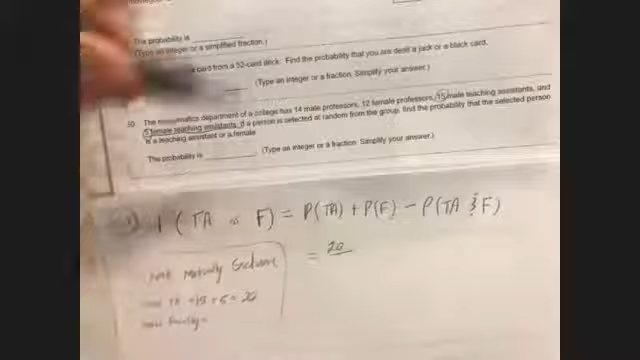 The probability is
(Type an integer or a simplified fraction.)
a card from a 52-card deck. Find the probability that you are dealt a jack or a black card.
(Type an integer or a fraction. Simplify your answer.)
The mathematics department of a college has 14 male professors, 12 female professors, 15 male teaching assistants, and
5 female teaching assistants. If a person is selected at random from the group, find the probability that the selected person
is a teaching assistant or a female.
The probability is (Type an integer or a fraction. Simplify your answer.)
(TA or F) = P(TA) + P(F) - P(TA & F)
= 20
Not Mutually Exclusive
TA = 15 + 5 = 20